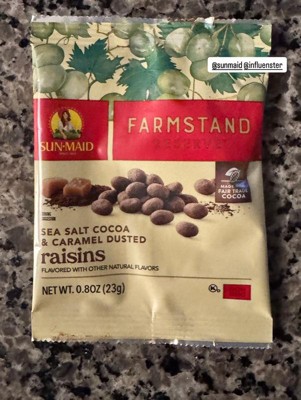 @sunmaid @influenster
SUN-MAID
FARMSTAND
RESERVE
MADE WITH
FAIR TRADE
COCOA
SEA SALT COCOA
& CARAMEL DUSTED
raisins
FLAVORED WITH OTHER NATURAL FLAVORS
NET WT. 0.8OZ (23g)